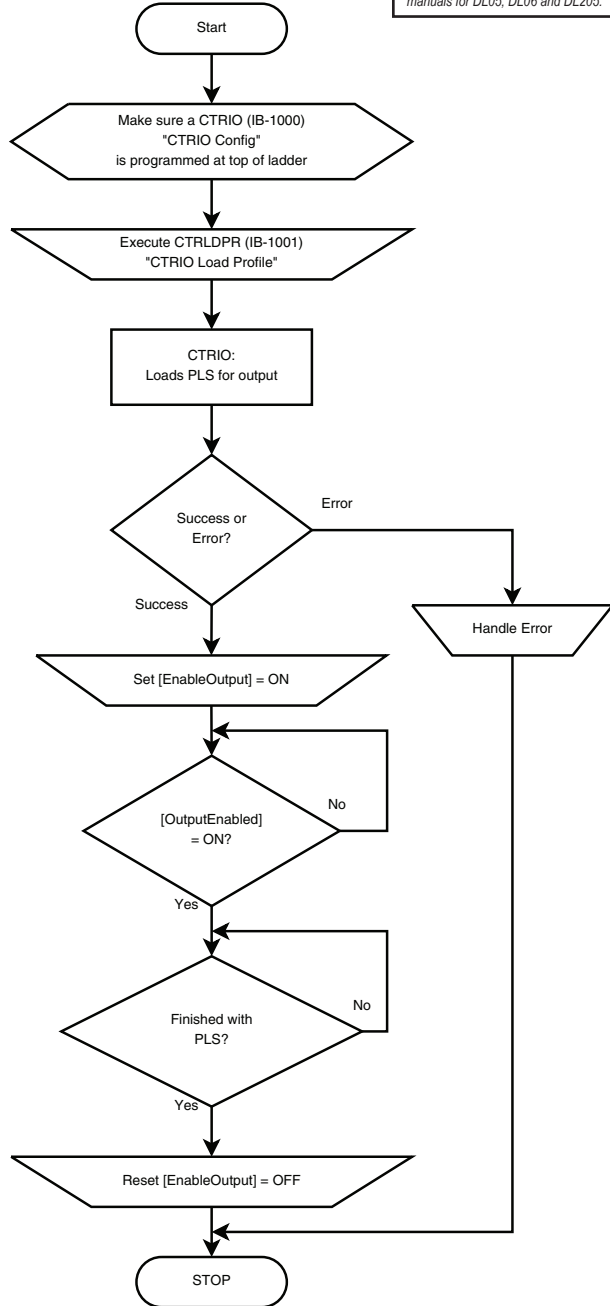 manuals for DL05, DL06 and DL205.
Start
Make sure a CTRIO (IB-1000)
"CTRIO Config"
is programmed at top of ladder
Execute CTRLDPR (IB-1001)
"CTRIO Load Profile"
CTRIO:
Loads PLS for output
Success or
Error?
Error
Success
Handle Error
Set [EnableOutput] = ON
[OutputEnabled]
= ON?
No
Yes
Finished with
PLS?
No
Yes
Reset [EnableOutput] = OFF
STOP